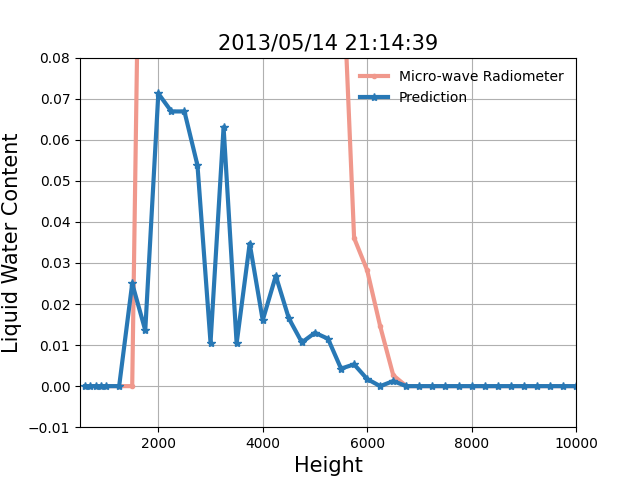 2013/05/14 21:14:39
Micro-wave Radiometer
Prediction
Liquid Water Content
0.08
0.07
0.06
0.05
0.04
0.03
0.02
0.01
0.00
−0.01
2000 4000 6000 8000 10000
Height